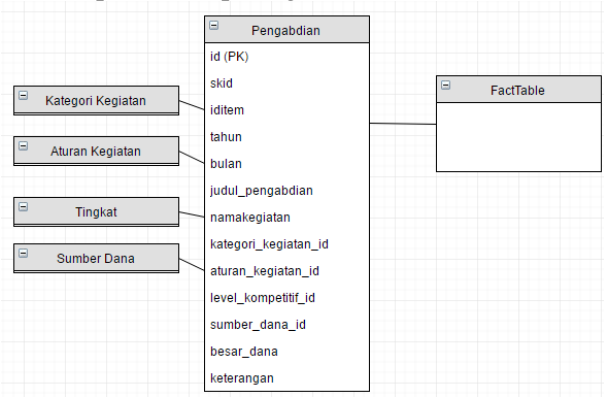 Pengabdian
id (PK)
skid
iditem
tahun
bulan
judul_pengabdian
namakegiatan
kategori_kegiatan_id
aturan_kegiatan_id
level_kompetitif_id
sumber_dana_id
besar_dana
keterangan
Kategori Kegiatan
Aturan Kegiatan
Tingkat
Sumber Dana
FactTable